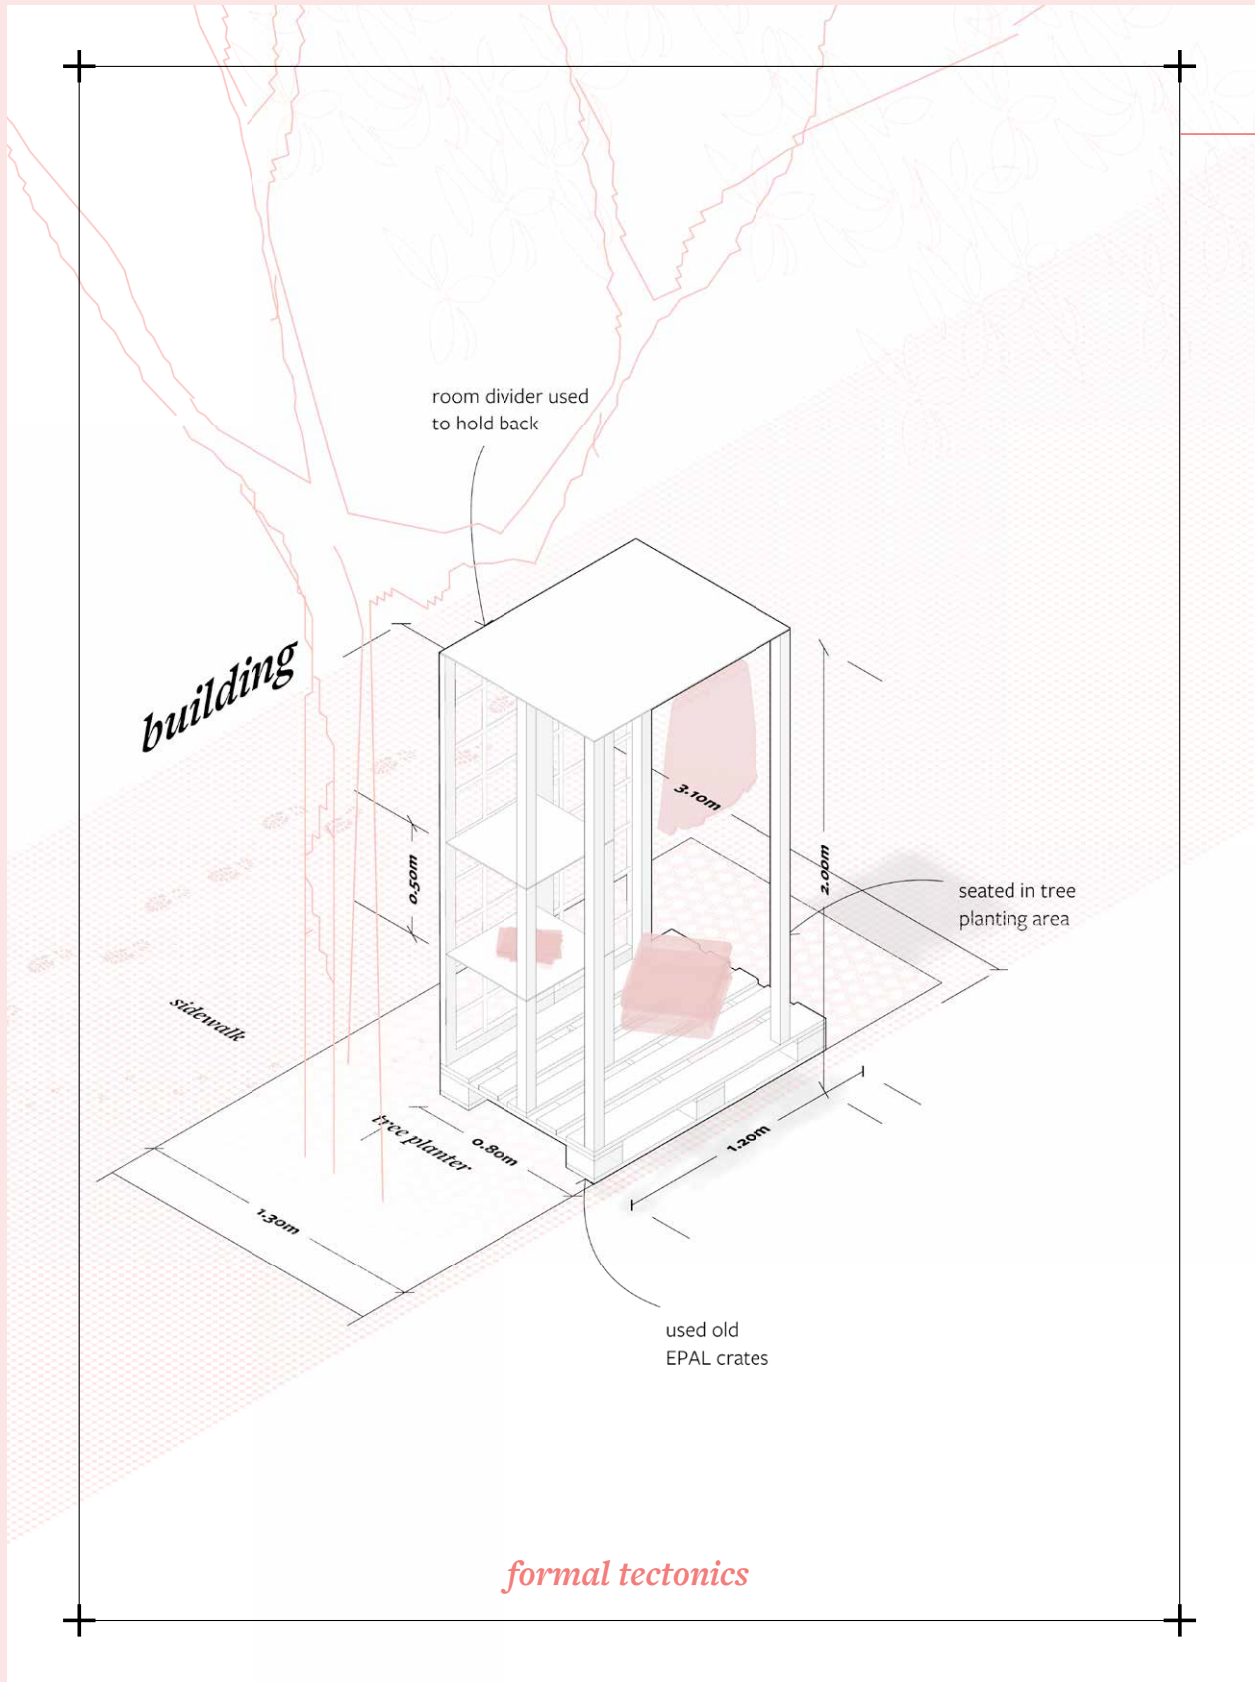 room divider used
to hold back
building
3.10m
0.50m
2.00m
seated in tree
planting area
sidewalk
tree planter
0.80m
1.20m
1.30m
used old
EPAL crates
formal tectonics